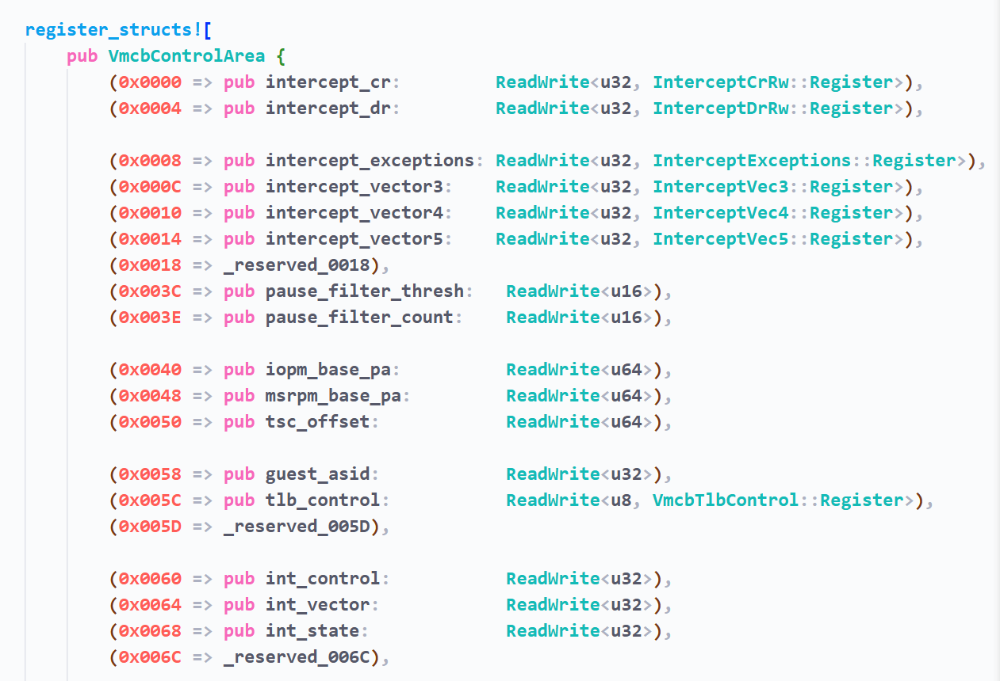 register_structs![
    pub VmcbControlArea {
        (0x0000 => pub intercept_cr:         ReadWrite<u32, InterceptCrRw::Register>),
        (0x0004 => pub intercept_dr:         ReadWrite<u32, InterceptDrRw::Register>),

        (0x0008 => pub intercept_exceptions: ReadWrite<u32, InterceptExceptions::Register>),
        (0x000C => pub intercept_vector3:    ReadWrite<u32, InterceptVec3::Register>),
        (0x0010 => pub intercept_vector4:    ReadWrite<u32, InterceptVec4::Register>),
        (0x0014 => pub intercept_vector5:    ReadWrite<u32, InterceptVec5::Register>),
        (0x0018 => _reserved_0018),
        (0x003C => pub pause_filter_thresh:   ReadWrite<u16>),
        (0x003E => pub pause_filter_count:    ReadWrite<u16>),

        (0x0040 => pub iopm_base_pa:          ReadWrite<u64>),
        (0x0048 => pub msrpm_base_pa:         ReadWrite<u64>),
        (0x0050 => pub tsc_offset:            ReadWrite<u64>),

        (0x0058 => pub guest_asid:            ReadWrite<u32>),
        (0x005C => pub tlb_control:           ReadWrite<u8, VmcbTlbControl::Register>),
        (0x005D => _reserved_005D),

        (0x0060 => pub int_control:           ReadWrite<u32>),
        (0x0064 => pub int_vector:            ReadWrite<u32>),
        (0x0068 => pub int_state:             ReadWrite<u32>),
        (0x006C => _reserved_006C),